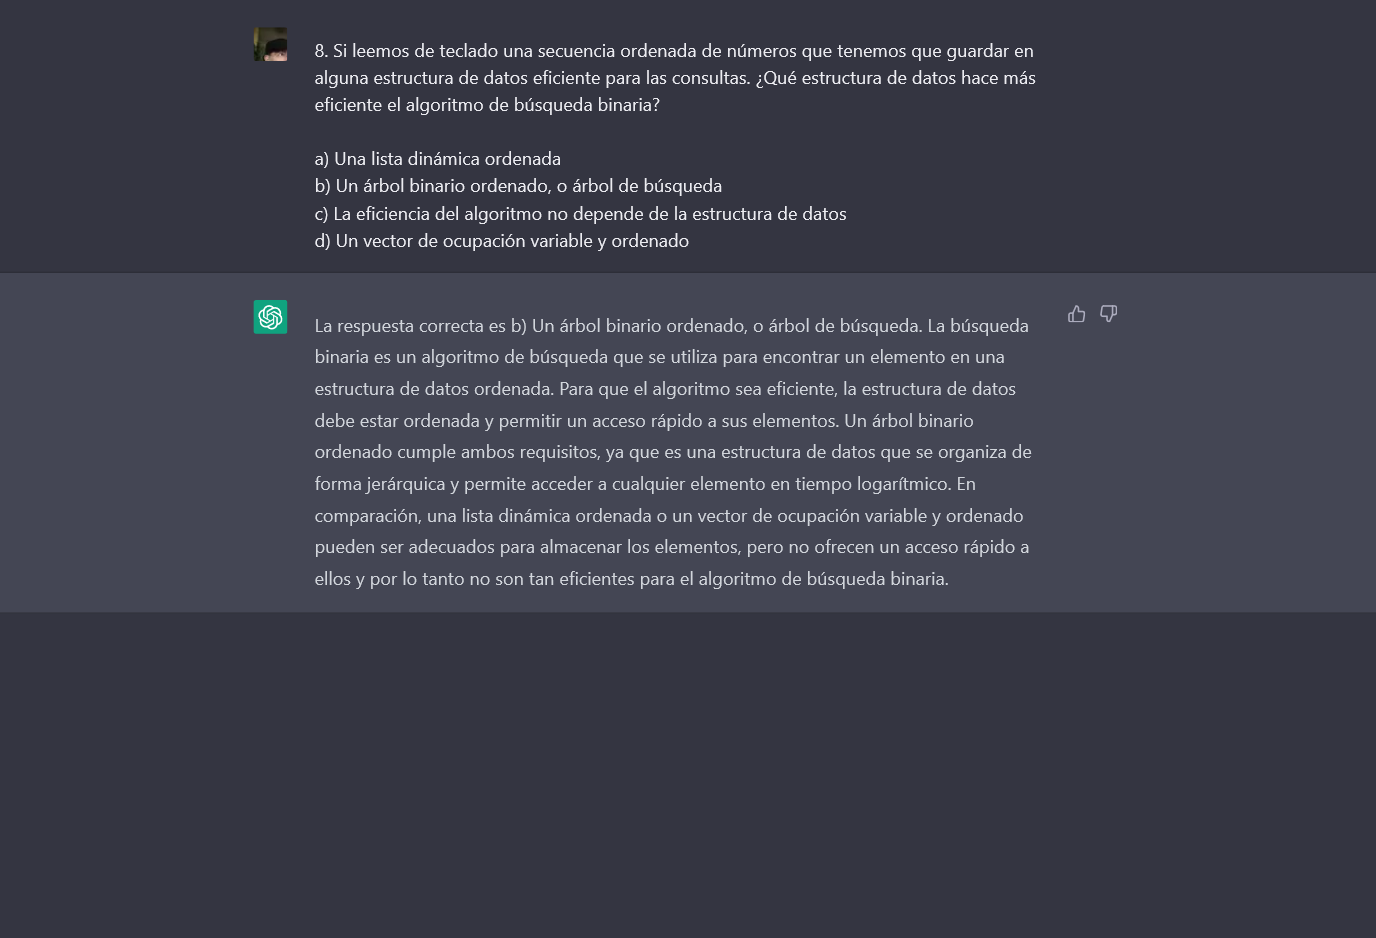 8. Si leemos de teclado una secuencia ordenada de números que tenemos que guardar en
alguna estructura de datos eficiente para las consultas. ¿Qué estructura de datos hace más
eficiente el algoritmo de búsqueda binaria?
a) Una lista dinámica ordenada
b) Un árbol binario ordenado, o árbol de búsqueda
c) La eficiencia del algoritmo no depende de la estructura de datos
d) Un vector de ocupación variable y ordenado
La respuesta correcta es b) Un árbol binario ordenado, o árbol de búsqueda. La búsqueda
binaria es un algoritmo de búsqueda que se utiliza para encontrar un elemento en una
estructura de datos ordenada. Para que el algoritmo sea eficiente, la estructura de datos
debe estar ordenada y permitir un acceso rápido a sus elementos. Un árbol binario
ordenado cumple ambos requisitos, ya que es una estructura de datos que se organiza de
forma jerárquica y permite acceder a cualquier elemento en tiempo logarítmico. En
comparación, una lista dinámica ordenada o un vector de ocupación variable y ordenado
pueden ser adecuados para almacenar los elementos, pero no ofrecen un acceso rápido a
ellos y por lo tanto no son tan eficientes para el algoritmo de búsqueda binaria.